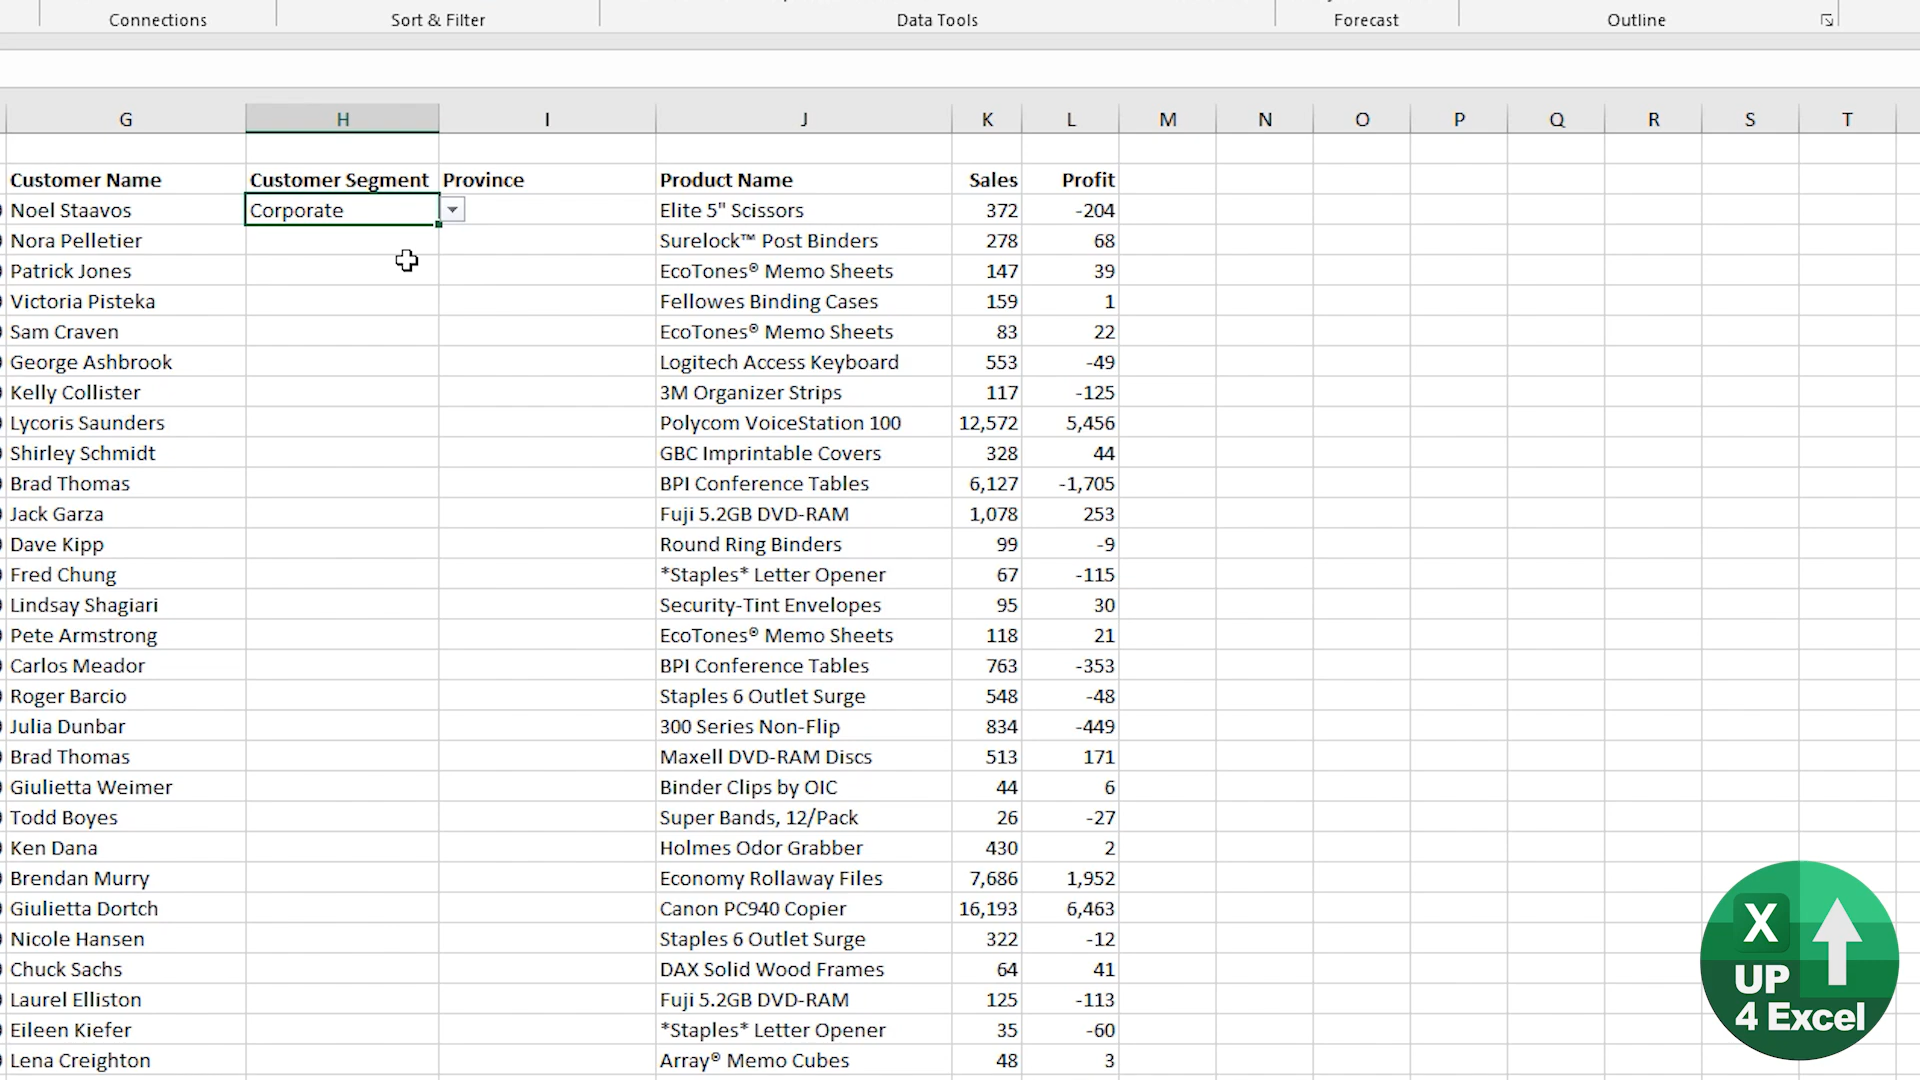 Connections Sort & Filter Data Tools Forecast Outline
G H I J K L M N O P Q R S T
Customer Name Customer Segment Province Product Name Sales Profit
Noel Staavos Corporate Elite 5" Scissors 372 -204
Nora Pelletier Surelock™ Post Binders 278 68
Patrick Jones EcoTones® Memo Sheets 147 39
Victoria Pisteka Fellowes Binding Cases 159 1
Sam Craven EcoTones® Memo Sheets 83 22
George Ashbrook Logitech Access Keyboard 553 -49
Kelly Collister 3M Organizer Strips 117 -125
Lycoris Saunders Polycom VoiceStation 100 12,572 5,456
Shirley Schmidt GBC Imprintable Covers 328 44
Brad Thomas BPI Conference Tables 6,127 -1,705
Jack Garza Fuji 5.2GB DVD-RAM 1,078 253
Dave Kipp Round Ring Binders 99 -9
Fred Chung *Staples* Letter Opener 67 -115
Lindsay Shagiari Security-Tint Envelopes 95 30
Pete Armstrong EcoTones® Memo Sheets 118 21
Carlos Meador BPI Conference Tables 763 -353
Roger Barcio Staples 6 Outlet Surge 548 -48
Julia Dunbar 300 Series Non-Flip 834 -449
Brad Thomas Maxell DVD-RAM Discs 513 171
Giulietta Weimer Binder Clips by OIC 44 6
Todd Boyes Super Bands, 12/Pack 26 -27
Ken Dana Holmes Odor Grabber 430 2
Brendan Murry Economy Rollaway Files 7,686 1,952
Giulietta Dortch Canon PC940 Copier 16,193 6,463
Nicole Hansen Staples 6 Outlet Surge 322 -12
Chuck Sachs DAX Solid Wood Frames 64 41
Laurel Elliston Fuji 5.2GB DVD-RAM 125 -113
Eileen Kiefer *Staples* Letter Opener 35 -60
Lena Creighton Array® Memo Cubes 48 3
X
UP
4 Excel